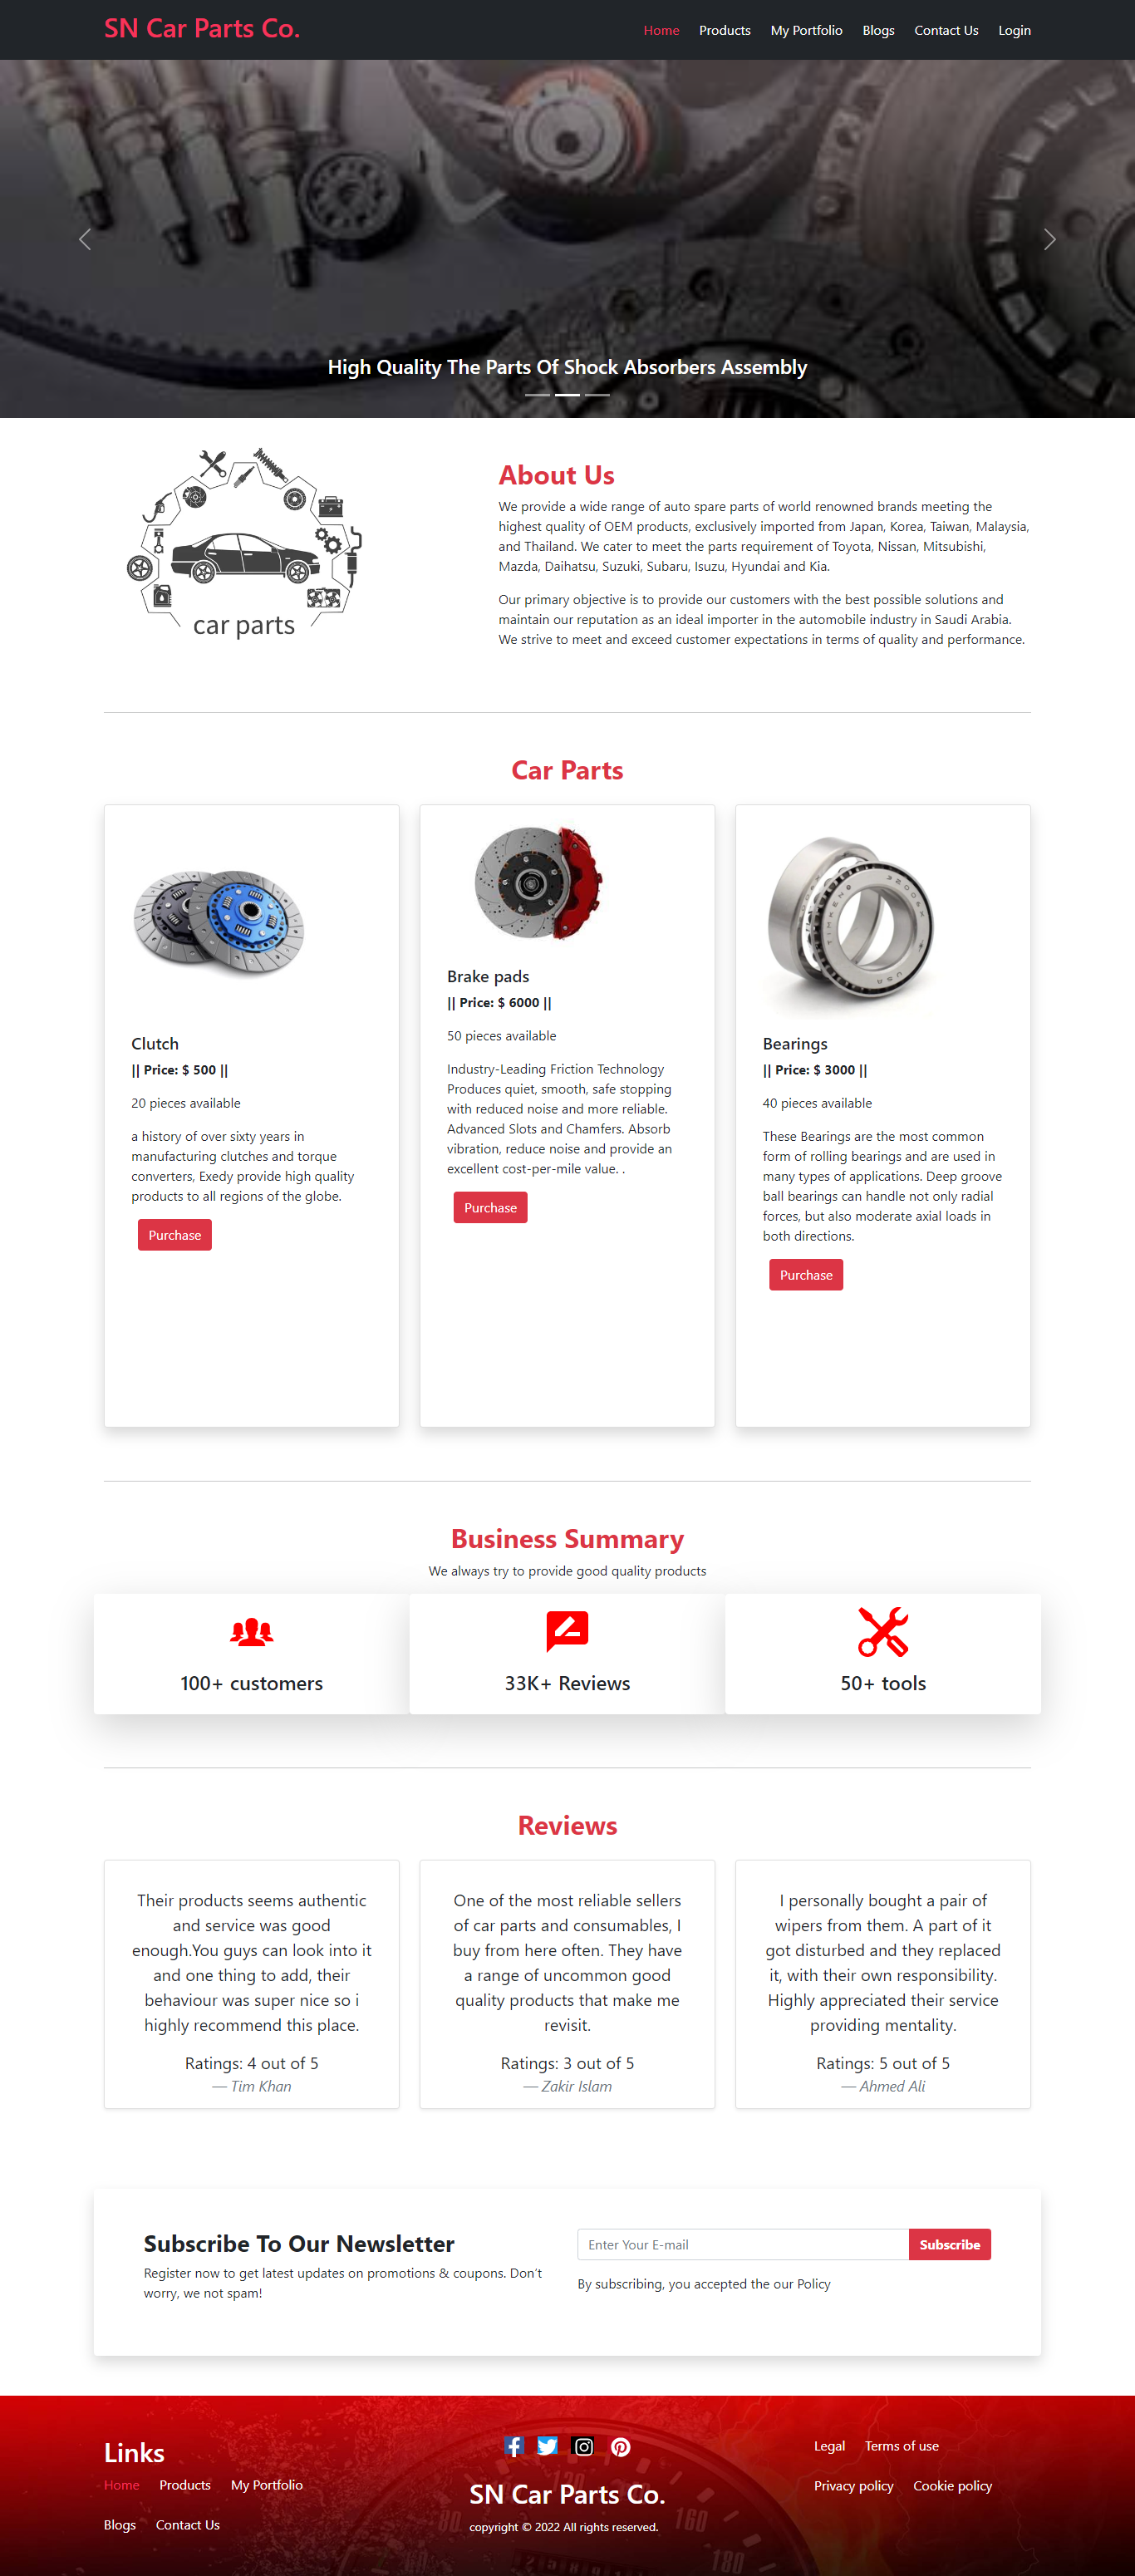 SN Car Parts Co.
Home Products My Portfolio Blogs Contact Us Login
High Quality The Parts Of Shock Absorbers Assembly
car parts
About Us
We provide a wide range of auto spare parts of world renowned brands meeting the
highest quality of OEM products, exclusively imported from Japan, Korea, Taiwan, Malaysia,
and Thailand. We cater to meet the parts requirement of Toyota, Nissan, Mitsubishi,
Mazda, Daihatsu, Suzuki, Subaru, Isuzu, Hyundai and Kia.
Our primary objective is to provide our customers with the best possible solutions and
maintain our reputation as an ideal importer in the automobile industry in Saudi Arabia.
We strive to meet and exceed customer expectations in terms of quality and performance.
Car Parts
Clutch
|| Price: $ 500 ||
20 pieces available
a history of over sixty years in
manufacturing clutches and torque
converters, Exedy provide high quality
products to all regions of the globe.
Purchase
Brake pads
|| Price: $ 6000 ||
50 pieces available
Industry-Leading Friction Technology
Produces quiet, smooth, safe stopping
with reduced noise and more reliable.
Advanced Slots and Chamfers. Absorb
vibration, reduce noise and provide an
excellent cost-per-mile value. .
Purchase
TIMKEN
USA
Bearings
|| Price: $ 3000 ||
40 pieces available
These Bearings are the most common
form of rolling bearings and are used in
many types of applications. Deep groove
ball bearings can handle not only radial
forces, but also moderate axial loads in
both directions.
Purchase
Business Summary
We always try to provide good quality products
100+ customers
33K+ Reviews
50+ tools
Reviews
Their products seems authentic
and service was good
enough.You guys can look into it
and one thing to add, their
behaviour was super nice so i
highly recommend this place.
Ratings: 4 out of 5
— Tim Khan
One of the most reliable sellers
of car parts and consumables, I
buy from here often. They have
a range of uncommon good
quality products that make me
revisit.
Ratings: 3 out of 5
— Zakir Islam
I personally bought a pair of
wipers from them. A part of it
got disturbed and they replaced
it, with their own responsibility.
Highly appreciated their service
providing mentality.
Ratings: 5 out of 5
— Ahmed Ali
Subscribe To Our Newsletter
Register now to get latest updates on promotions & coupons. Don't
worry, we not spam!
Enter Your E-mail
Subscribe
By subscribing, you accepted the our Policy
Links
Home Products My Portfolio
Blogs Contact Us
SN Car Parts Co.
copyright © 2022 All rights reserved.
Legal Terms of use
Privacy policy Cookie policy
160
180